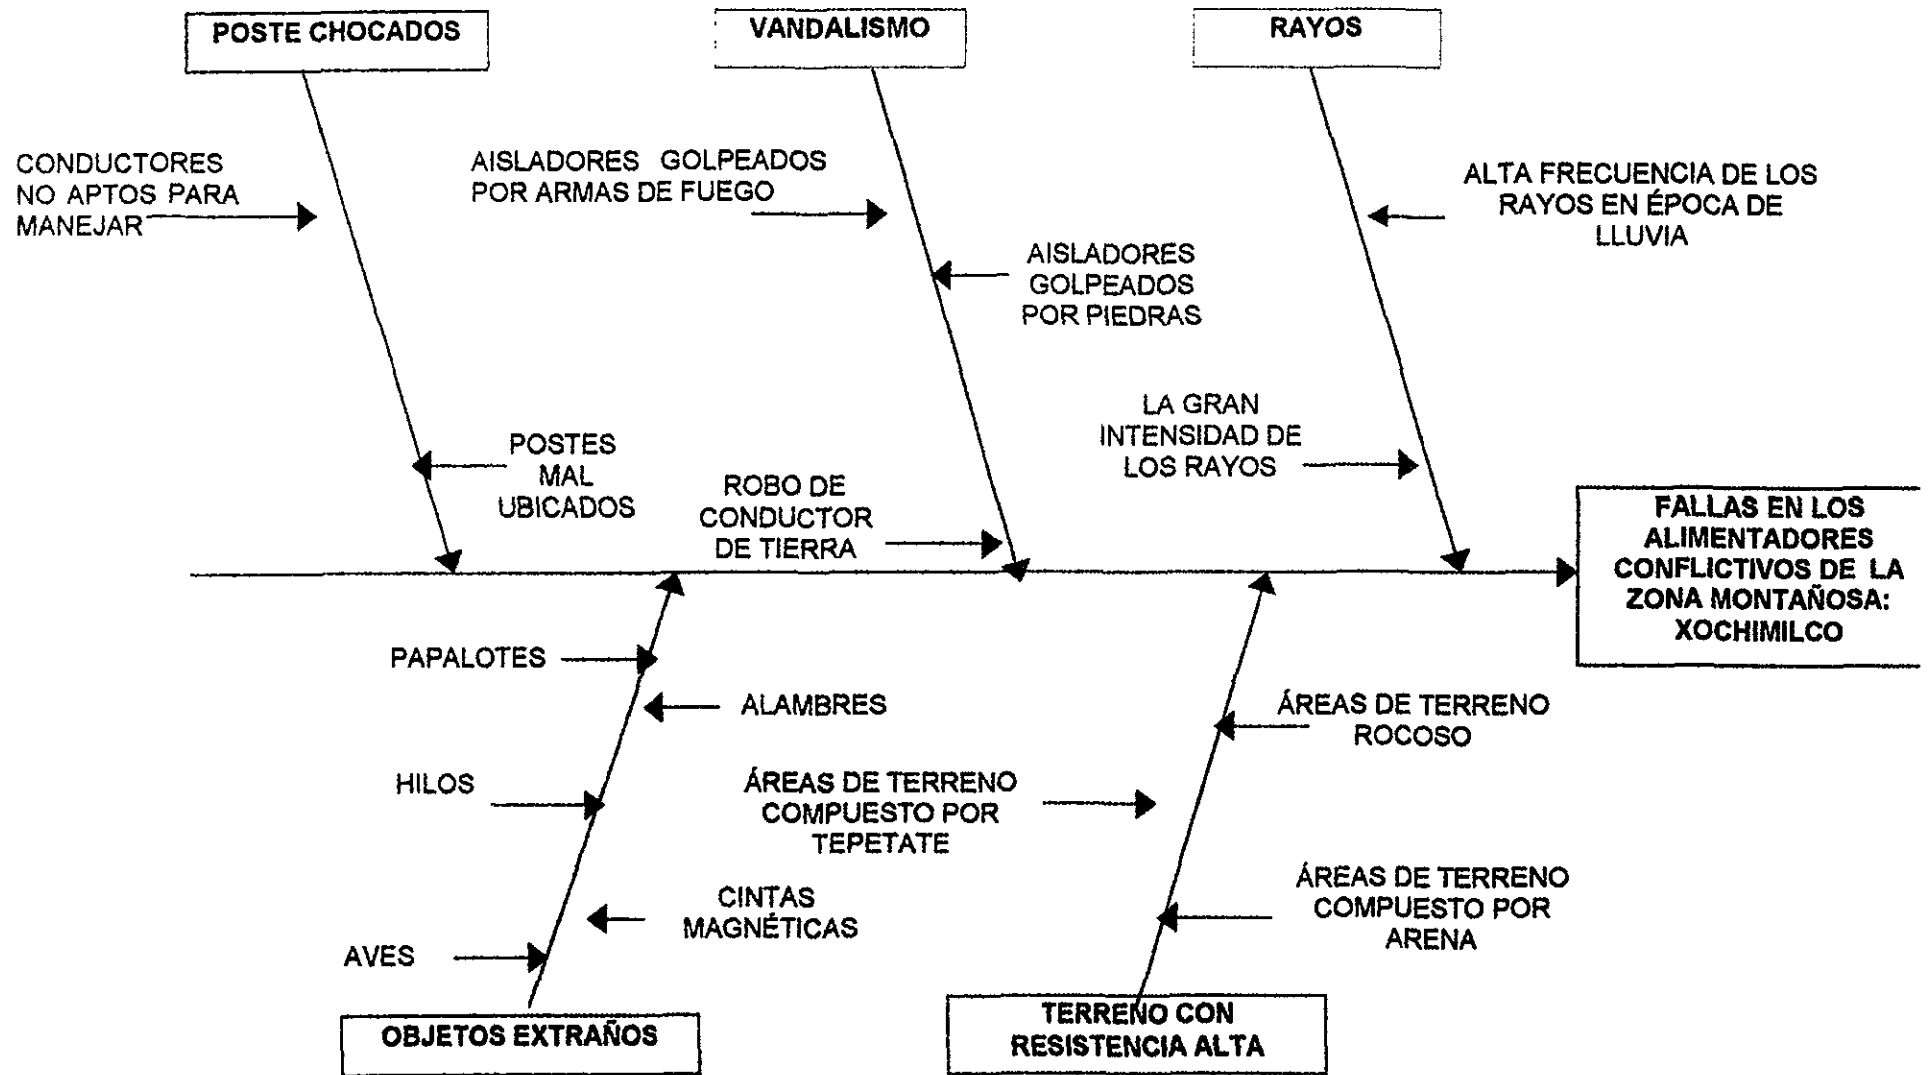 POSTE CHOCADOS
VANDALISMO
RAYOS
CONDUCTORES
NO APTOS PARA
MANEJAR
AISLADORES GOLPEADOS
POR ARMAS DE FUEGO
ALTA FRECUENCIA DE LOS
RAYOS EN ÉPOCA DE
LLUVIA
AISLADORES
GOLPEADOS
POR PIEDRAS
LA GRAN
INTENSIDAD DE
LOS RAYOS
POSTES
MAL
UBICADOS
ROBO DE
CONDUCTOR
DE TIERRA
FALLAS EN LOS
ALIMENTADORES
CONFLICTIVOS DE LA
ZONA MONTAÑOSA:
XOCHIMILCO
PAPALOTES
ALAMBRES
ÁREAS DE TERRENO
ROCOSO
HILOS
ÁREAS DE TERRENO
COMPUESTO POR
TEPETATE
CINTAS
MAGNÉTICAS
ÁREAS DE TERRENO
COMPUESTO POR
ARENA
AVES
OBJETOS EXTRAÑOS
TERRENO CON
RESISTENCIA ALTA